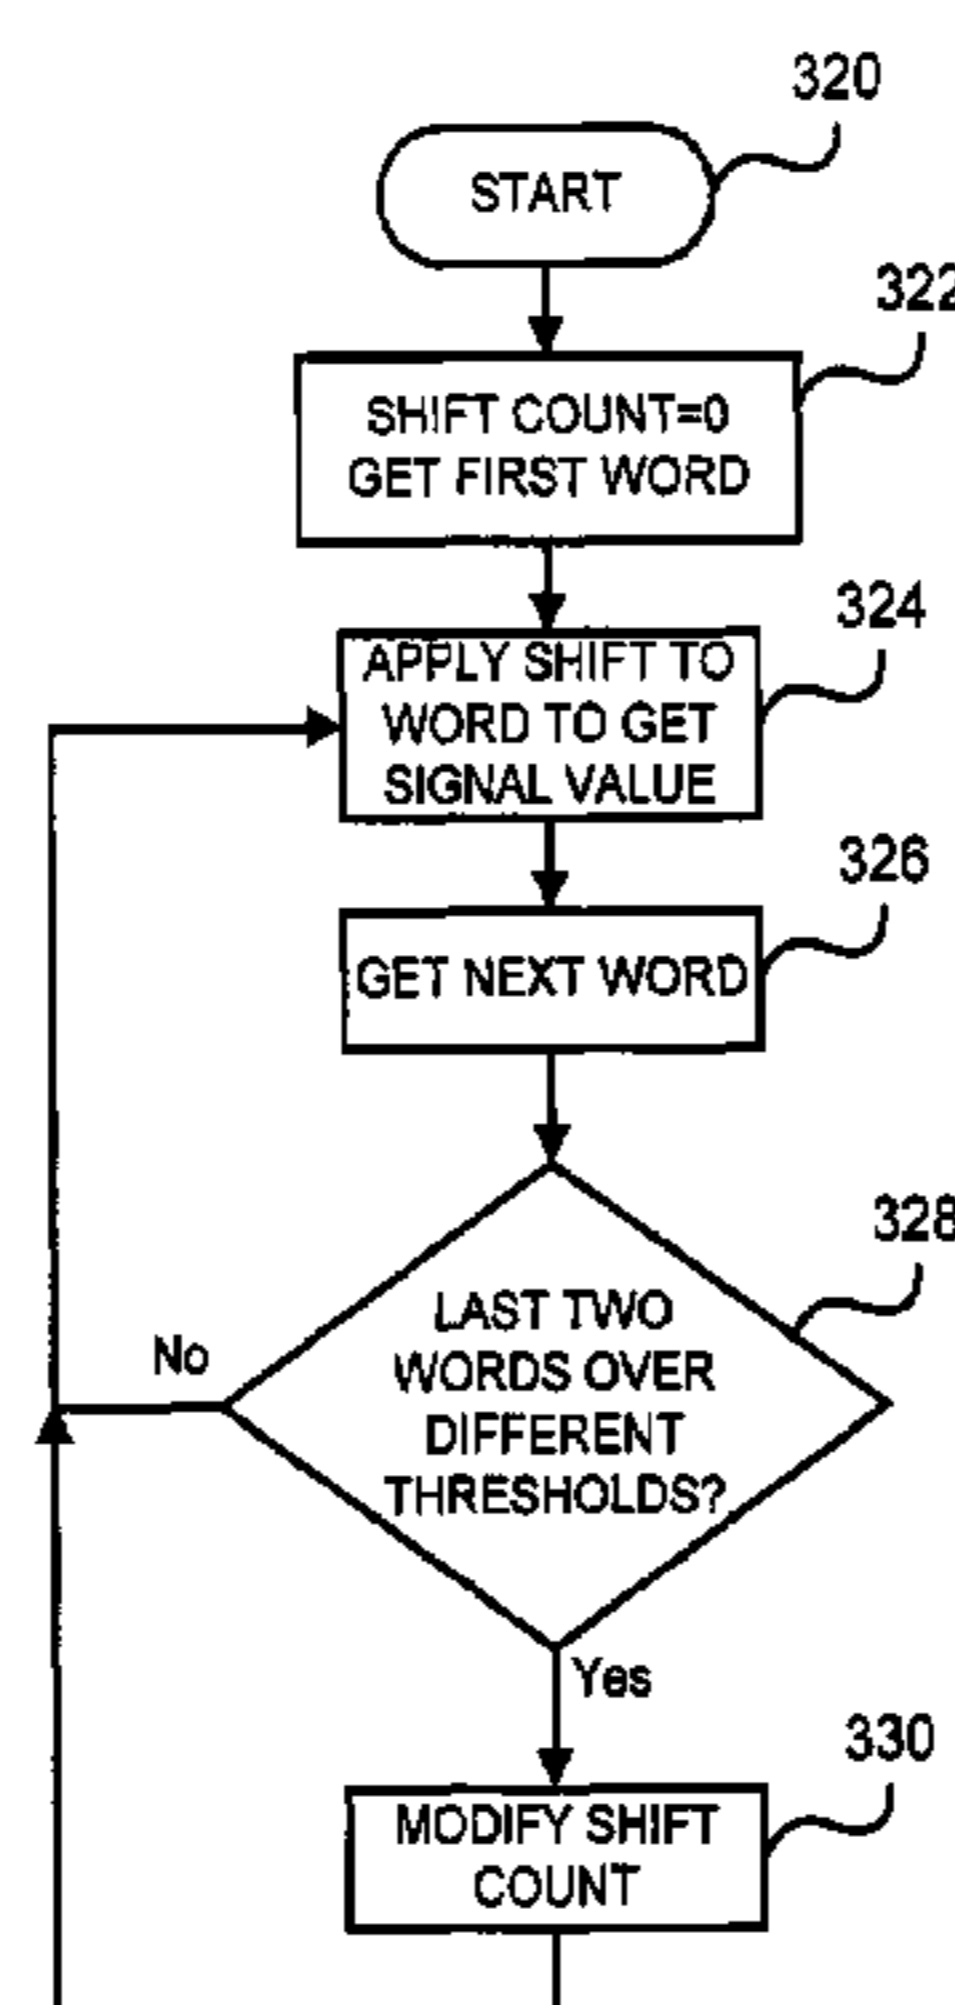 320
START
322
SHIFT COUNT=0
GET FIRST WORD
324
APPLY SHIFT TO
WORD TO GET
SIGNAL VALUE
326
GET NEXT WORD
328
LAST TWO
WORDS OVER
DIFFERENT
THRESHOLDS?
No
Yes
330
MODIFY SHIFT
COUNT